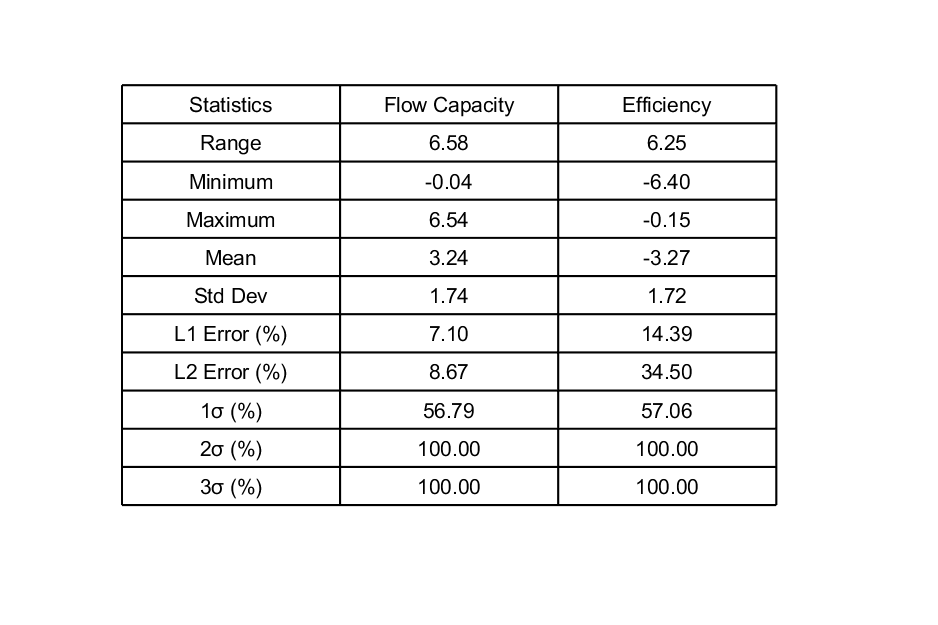 Statistics Flow Capacity Efficiency
Range 6.58 6.25
Minimum -0.04 -6.40
Maximum 6.54 -0.15
Mean 3.24 -3.27
Std Dev 1.74 1.72
L1 Error (%) 7.10 14.39
L2 Error (%) 8.67 34.50
1σ (%) 56.79 57.06
2σ (%) 100.00 100.00
3σ (%) 100.00 100.00